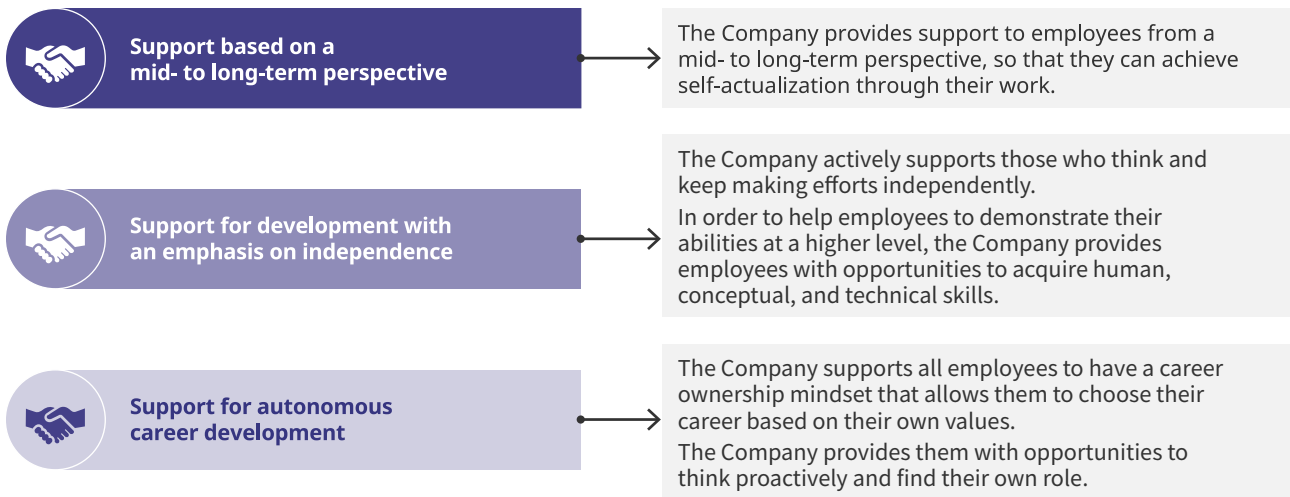 Support based on a
mid- to long-term perspective
The Company provides support to employees from a
mid- to long-term perspective, so that they can achieve
self-actualization through their work.
Support for development with
an emphasis on independence
The Company actively supports those who think and
keep making efforts independently.
In order to help employees to demonstrate their
abilities at a higher level, the Company provides
employees with opportunities to acquire human,
conceptual, and technical skills.
Support for autonomous
career development
The Company supports all employees to have a career
ownership mindset that allows them to choose their
career based on their own values.
The Company provides them with opportunities to
think proactively and find their own role.